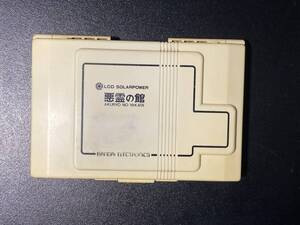 LCD SOLARPOWER
悪霊の館
AKURYO NO YAKATA
BANDAI ELECTRONICS